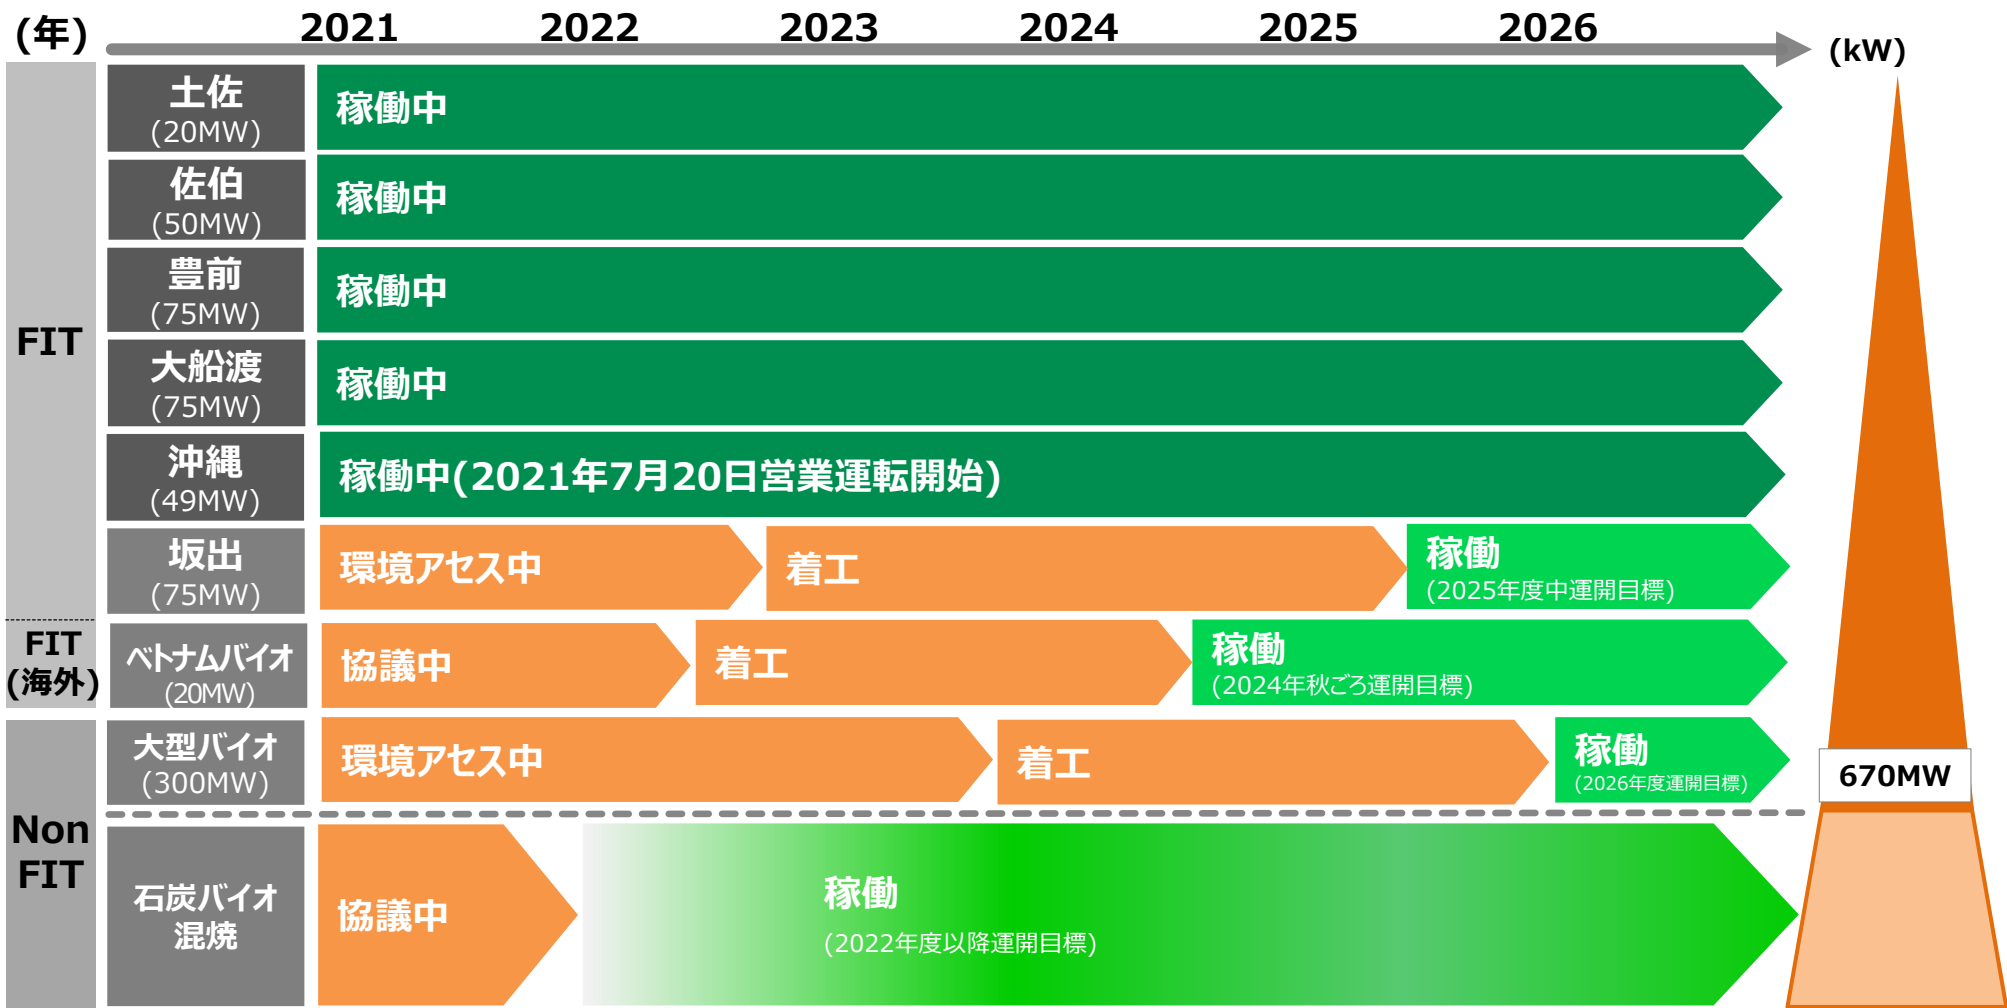 (年)
2021
2022
2023
2024
2025
2026
(kW)
FIT
土佐
(20MW)
稼働中
佐伯
(50MW)
稼働中
豊前
(75MW)
稼働中
大船渡
(75MW)
稼働中
沖縄
(49MW)
稼働中(2021年7月20日営業運転開始)
坂出
(75MW)
環境アセス中
着工
稼働
(2025年度中運開目標)
FIT
(海外)
ベトナムバイオ
(20MW)
協議中
着工
稼働
(2024年秋ごろ運開目標)
Non
FIT
大型バイオ
(300MW)
環境アセス中
着工
稼働
(2026年度運開目標)
670MW
石炭バイオ
混焼
協議中
稼働
(2022年度以降運開目標)